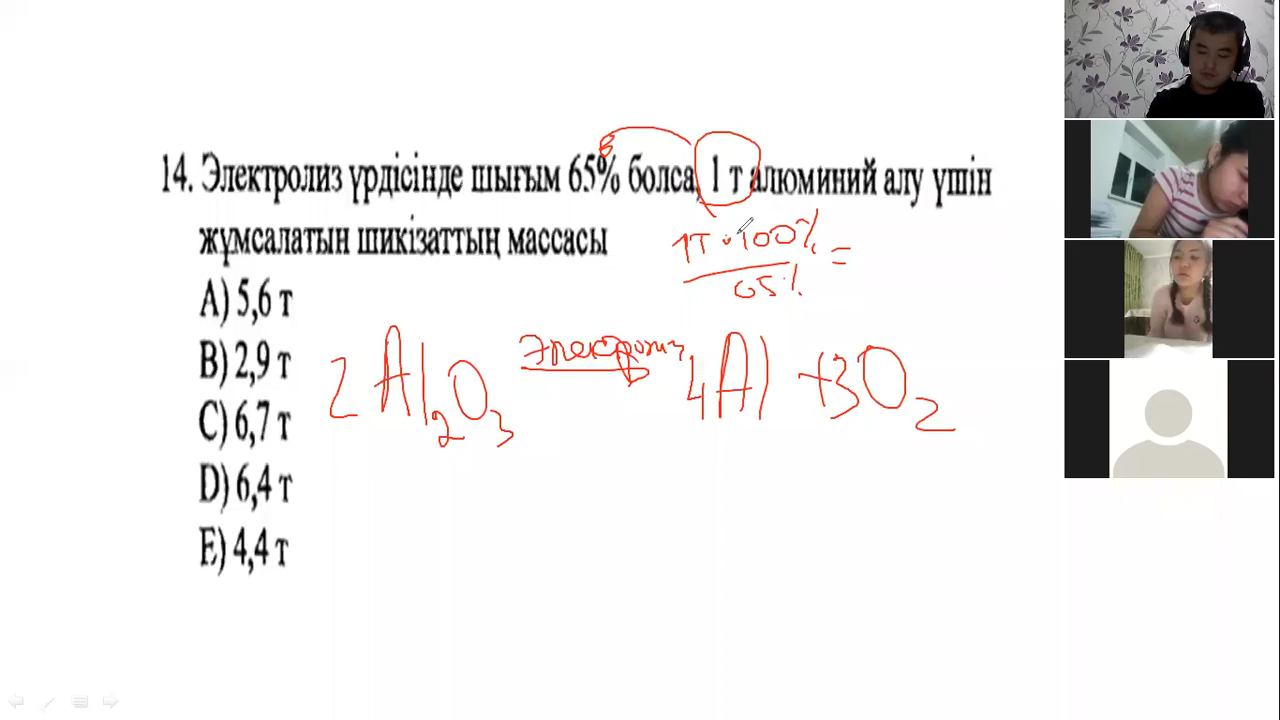 14. Электролиз үрдісінде шығым 65% болса, 1 т алюминий алу үшін
жұмсалатын шикізаттың массасы
A) 5,6 т
B) 2,9 т
C) 6,7 т
D) 6,4 т
E) 4,4 т
в
1т · 100% =
65%
2Al2O3 электролиз 4Al + 3O2